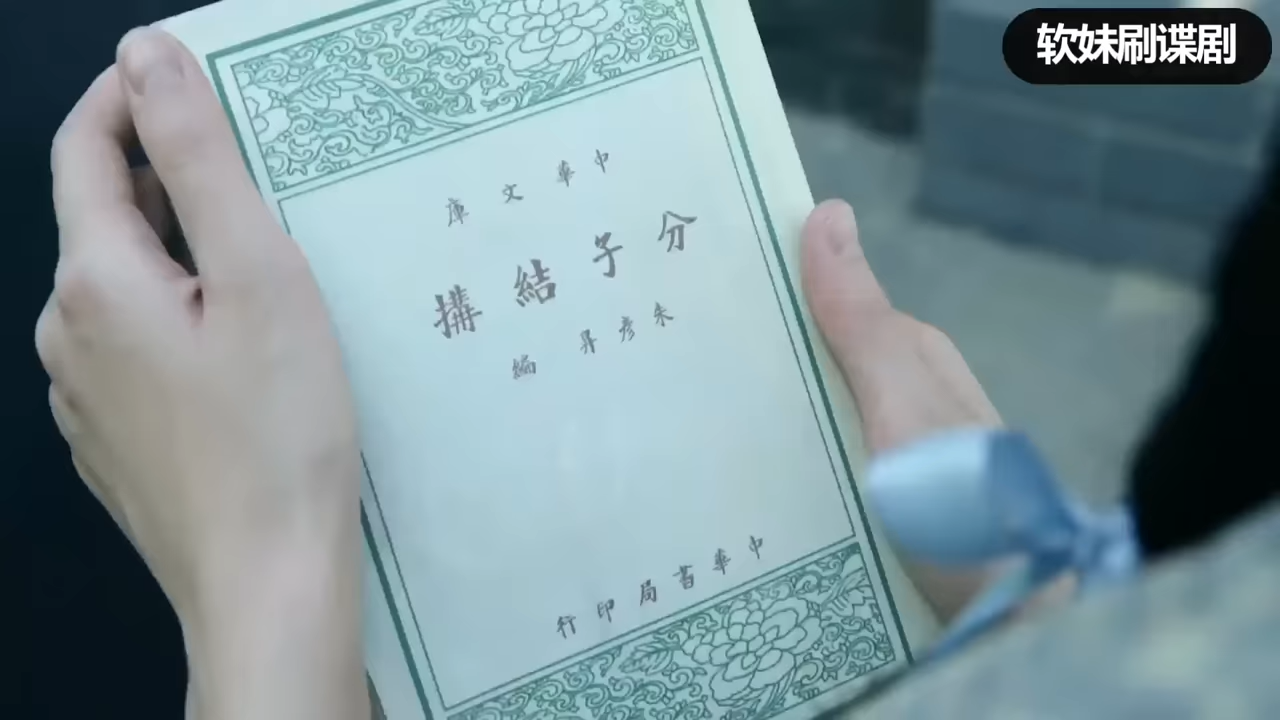 软妹刷谍剧
中華文庫
分子結構
朱彥昇 編
中華書局印行